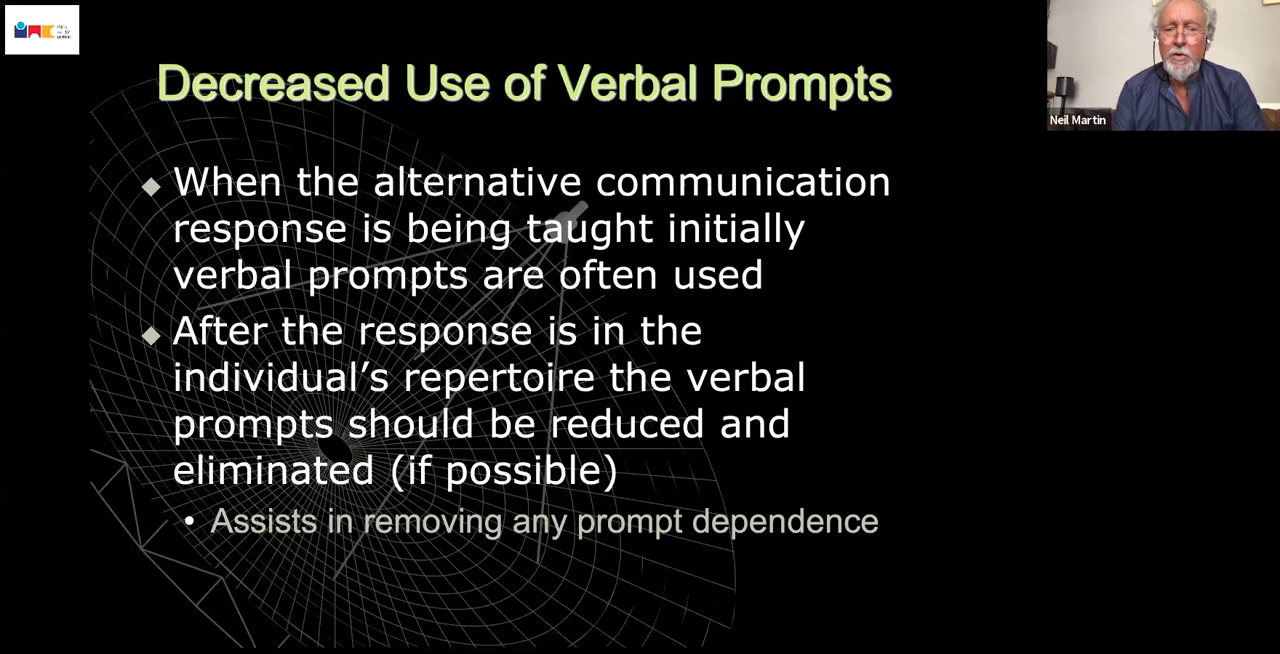 Decreased Use of Verbal Prompts
Neil Martin
◆ When the alternative communication
response is being taught initially
verbal prompts are often used
◆ After the response is in the
individual’s repertoire the verbal
prompts should be reduced and
eliminated (if possible)
• Assists in removing any prompt dependence